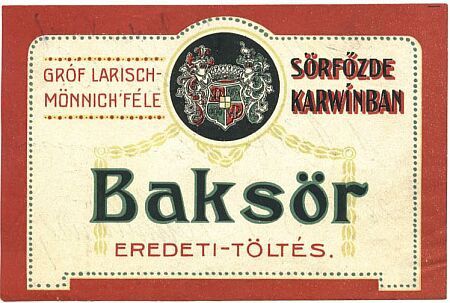 GRÓF LARISCH-
MÖNNICH'FÉLE
SÖRFŐZDE
KARWINBAN
Baksör
EREDETI-TÖLTÉS.